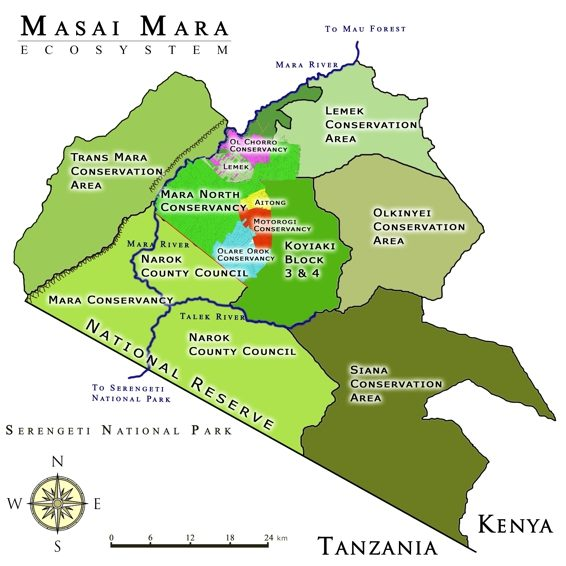 MASAI MARA
ECOSYSTEM
TO MAU FOREST
MARA RIVER
LEMEK
CONSERVATION
AREA
OL CHORRO
CONSERVANCY
LEMEK
TRANS MARA
CONSERVATION
AREA
MARA NORTH
CONSERVANCY
AITONG
MOTOROGI
CONSERVANCY
OLKINYEI
CONSERVATION
AREA
MARA RIVER
OLARE OROK
CONSERVANCY
KOYIAKI
BLOCK
3 & 4
NAROK
COUNTY COUNCIL
MARA CONSERVANCY
TALEK RIVER
NATIONAL RESERVE
NAROK
COUNTY COUNCIL
SIANA
CONSERVATION
AREA
TO SERENGETI
NATIONAL PARK
SERENGETI NATIONAL PARK
N
W E
S
0 6 12 18 24 km
TANZANIA
KENYA